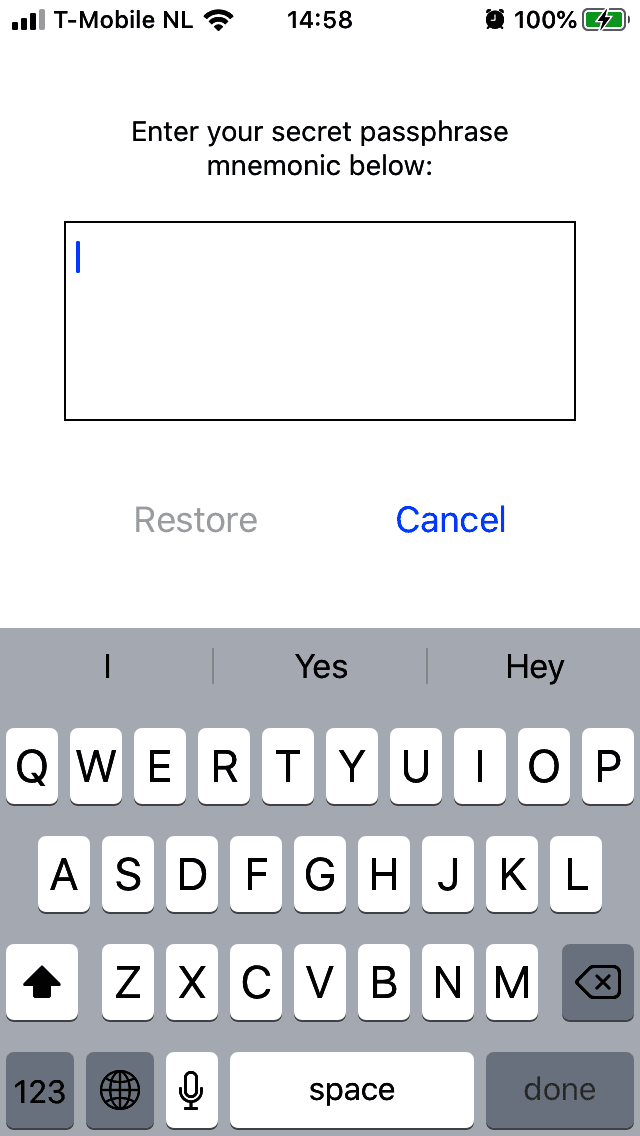 T-Mobile NL 14:58 100%
Enter your secret passphrase
mnemonic below:
Restore Cancel
I Yes Hey
Q W E R T Y U I O P
A S D F G H J K L
Z X C V B N M
123 space done